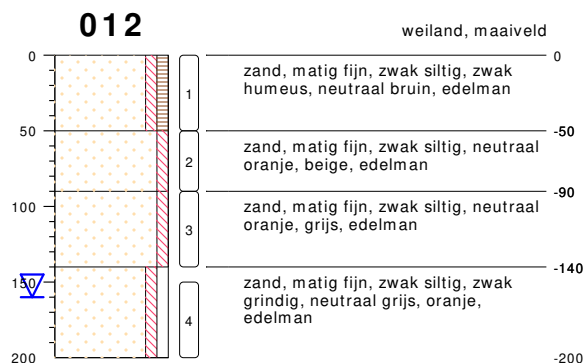 012
weiland, maaiveld
0
50
100
150
200
1
2
3
4
zand, matig fijn, zwak siltig, zwak
humeus, neutraal bruin, edelman
zand, matig fijn, zwak siltig, neutraal
oranje, beige, edelman
zand, matig fijn, zwak siltig, neutraal
oranje, grijs, edelman
zand, matig fijn, zwak siltig, zwak
grindig, neutraal grijs, oranje,
edelman
0
-50
-90
-140
-200